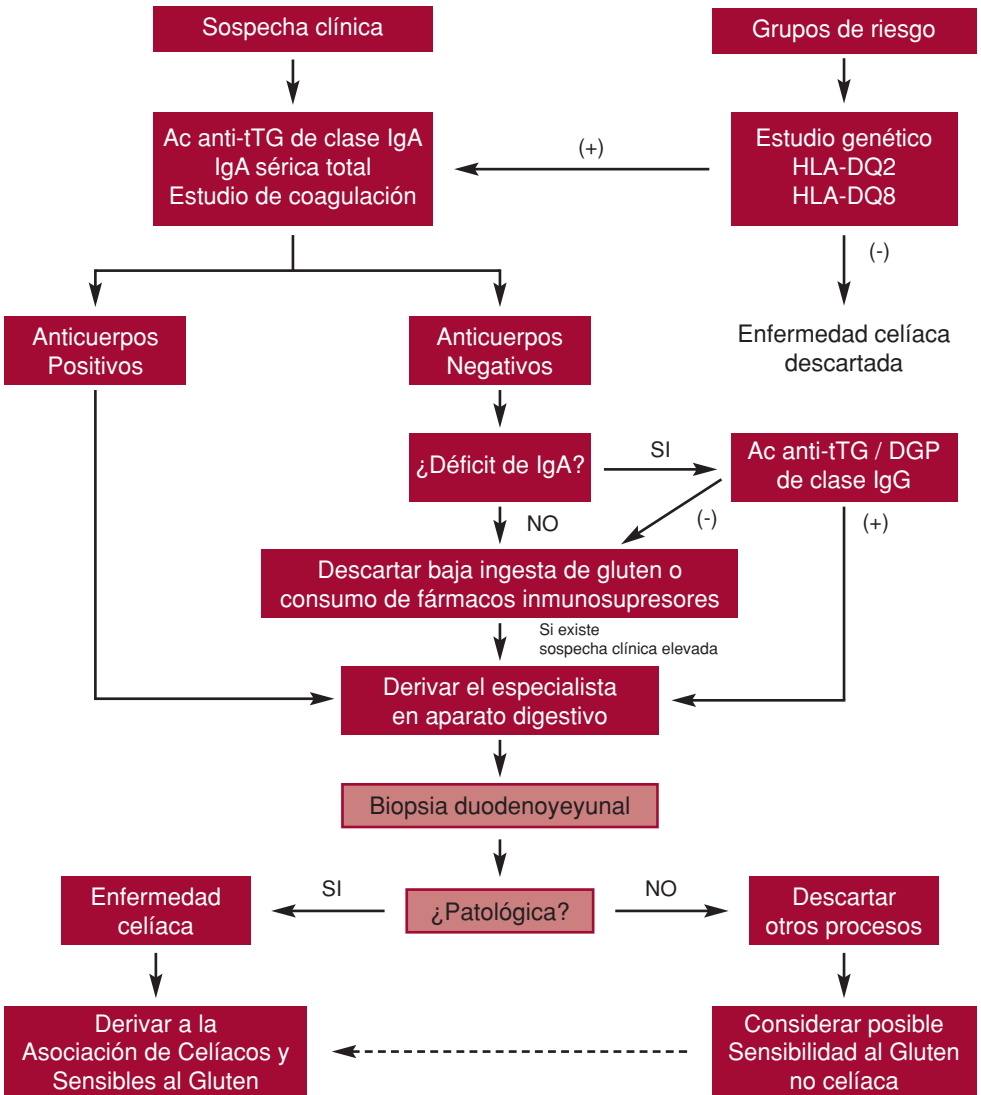 Sospecha clínica
Grupos de riesgo
Ac anti-tTG de clase IgA
IgA sérica total
Estudio de coagulación
(+)
Estudio genético
HLA-DQ2
HLA-DQ8
(-)
Anticuerpos
Positivos
Anticuerpos
Negativos
Enfermedad celíaca
descartada
¿Déficit de IgA?
SI
Ac anti-tTG / DGP
de clase IgG
NO
(-)
(+)
Descartar baja ingesta de gluten o
consumo de fármacos inmunosupresores
Si existe
sospecha clínica elevada
Derivar el especialista
en aparato digestivo
Biopsia duodenoyeyunal
Enfermedad
celíaca
SI
¿Patológica?
NO
Descartar
otros procesos
Derivar a la
Asociación de Celíacos y
Sensibles al Gluten
Considerar posible
Sensibilidad al Gluten
no celíaca